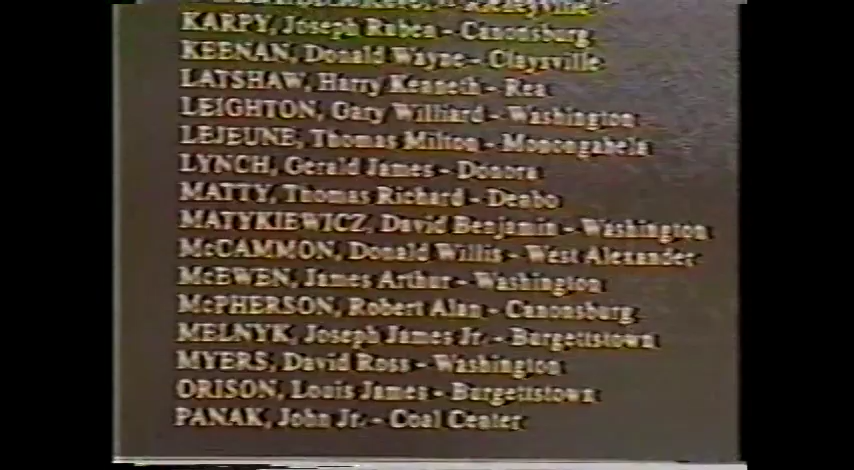 KARPY, Joseph Ruben - Canonsburg
KEENAN, Donald Wayne - Claysville
LATSHAW, Harry Kenneth - Rea
LEIGHTON, Gary Williard - Washington
LEJEUNE, Thomas Milton - Monongahela
LYNCH, Gerald James - Donora
MATTY, Thomas Richard - Denbo
MATYKIEWICZ, David Benjamin - Washington
McCAMMON, Donald Willis - West Alexander
McEWEN, James Arthur - Washington
McPHERSON, Robert Alan - Canonsburg
MELNYK, Joseph James Jr. - Burgettstown
MYERS, David Ross - Washington
ORISON, Louis James - Burgettstown
PANAK, John Jr. - Coal Center